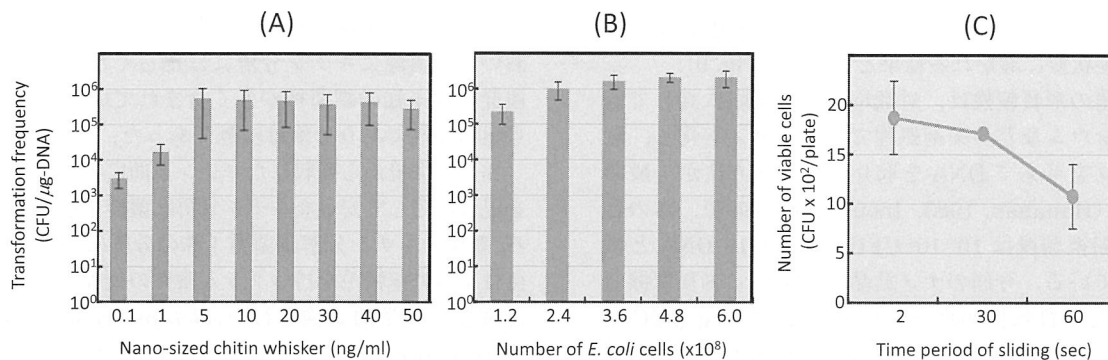 (A)
Transformation frequency
(CFU/μg-DNA)
10⁶
10⁵
10⁴
10³
10²
10¹
10⁰
0.1 1 5 10 20 30 40 50
Nano-sized chitin whisker (ng/ml)
(B)
10⁶
10⁵
10⁴
10³
10²
10¹
10⁰
1.2 2.4 3.6 4.8 6.0
Number of E. coli cells (x10⁸)
(C)
Number of viable cells
(CFU x 10²/plate)
20
15
10
5
0
2 30 60
Time period of sliding (sec)